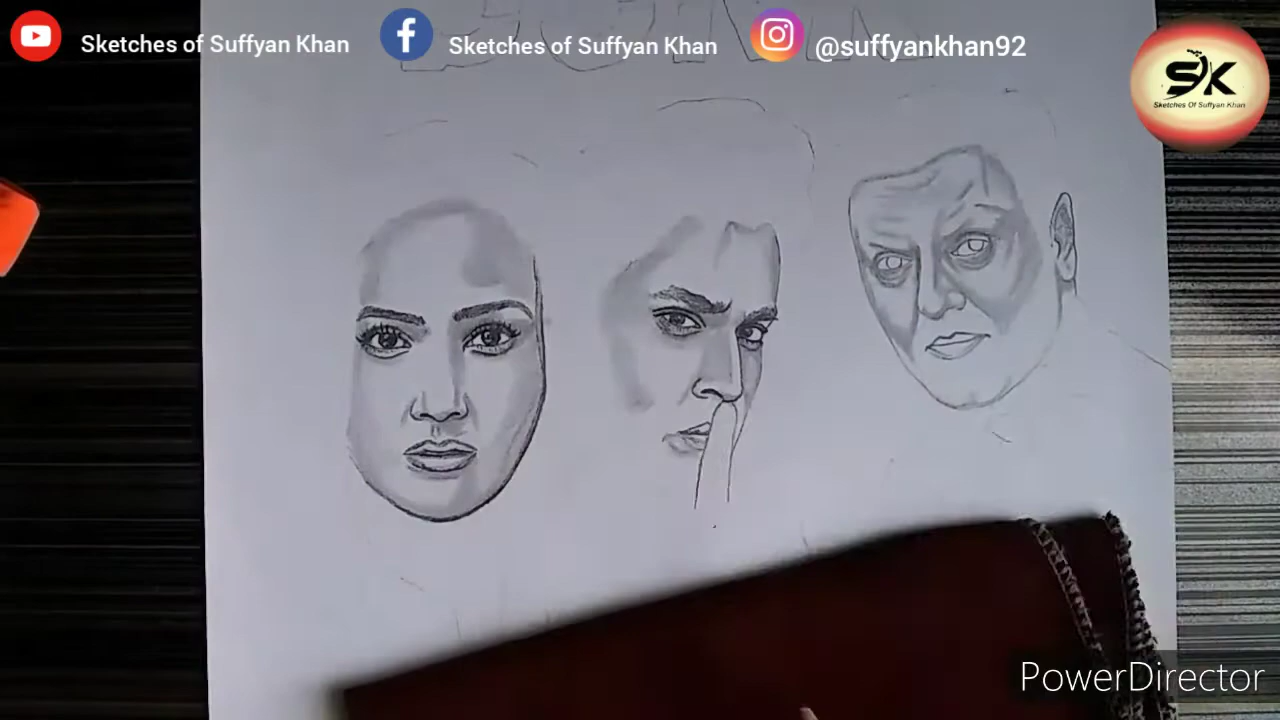 Sketches of Suffyan Khan
Sketches of Suffyan Khan
@suffyankhan92
SK
Sketches Of Suffyan Khan
PowerDirector